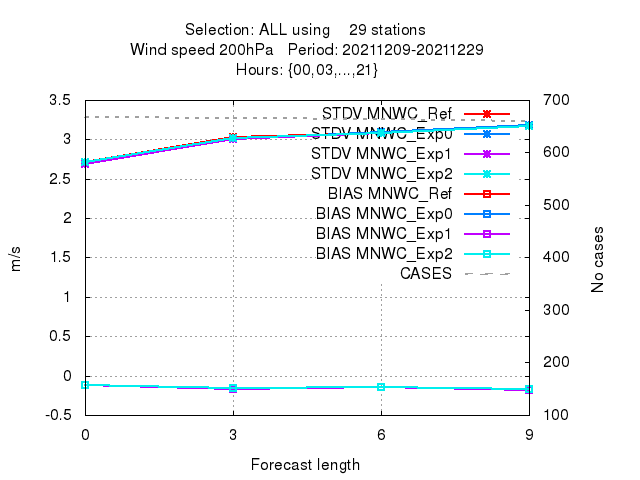 Selection: ALL using 29 stations
Wind speed 200hPa Period: 20211209-20211229
Hours: {00,03,...,21}
3.5
3
2.5
2
1.5
1
0.5
0
-0.5
m/s
700
600
500
400
300
200
100
No cases
STDV MNWC_Ref
STDV MNWC_Exp0
STDV MNWC_Exp1
STDV MNWC_Exp2
BIAS MNWC_Ref
BIAS MNWC_Exp0
BIAS MNWC_Exp1
BIAS MNWC_Exp2
CASES
0 3 6 9
Forecast length